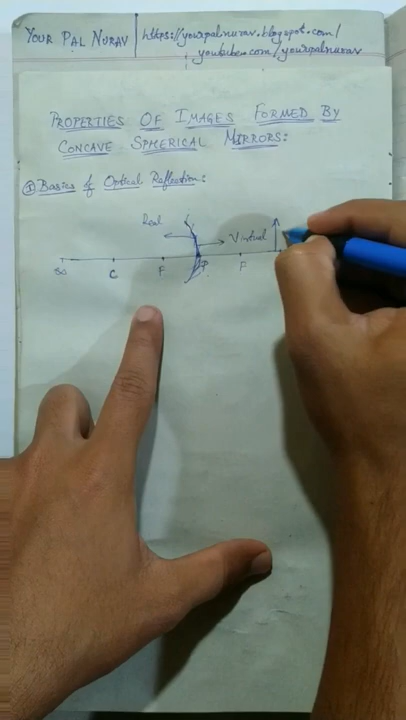 YOUR PAL NURAV
https://yourpalnurav.blogspot.com/
youtube.com/yourpalnurav
PROPERTIES OF IMAGES FORMED BY
CONCAVE SPHERICAL MIRRORS:
① Basics of Optical Reflection:
Real
Virtual
∞ C F P F